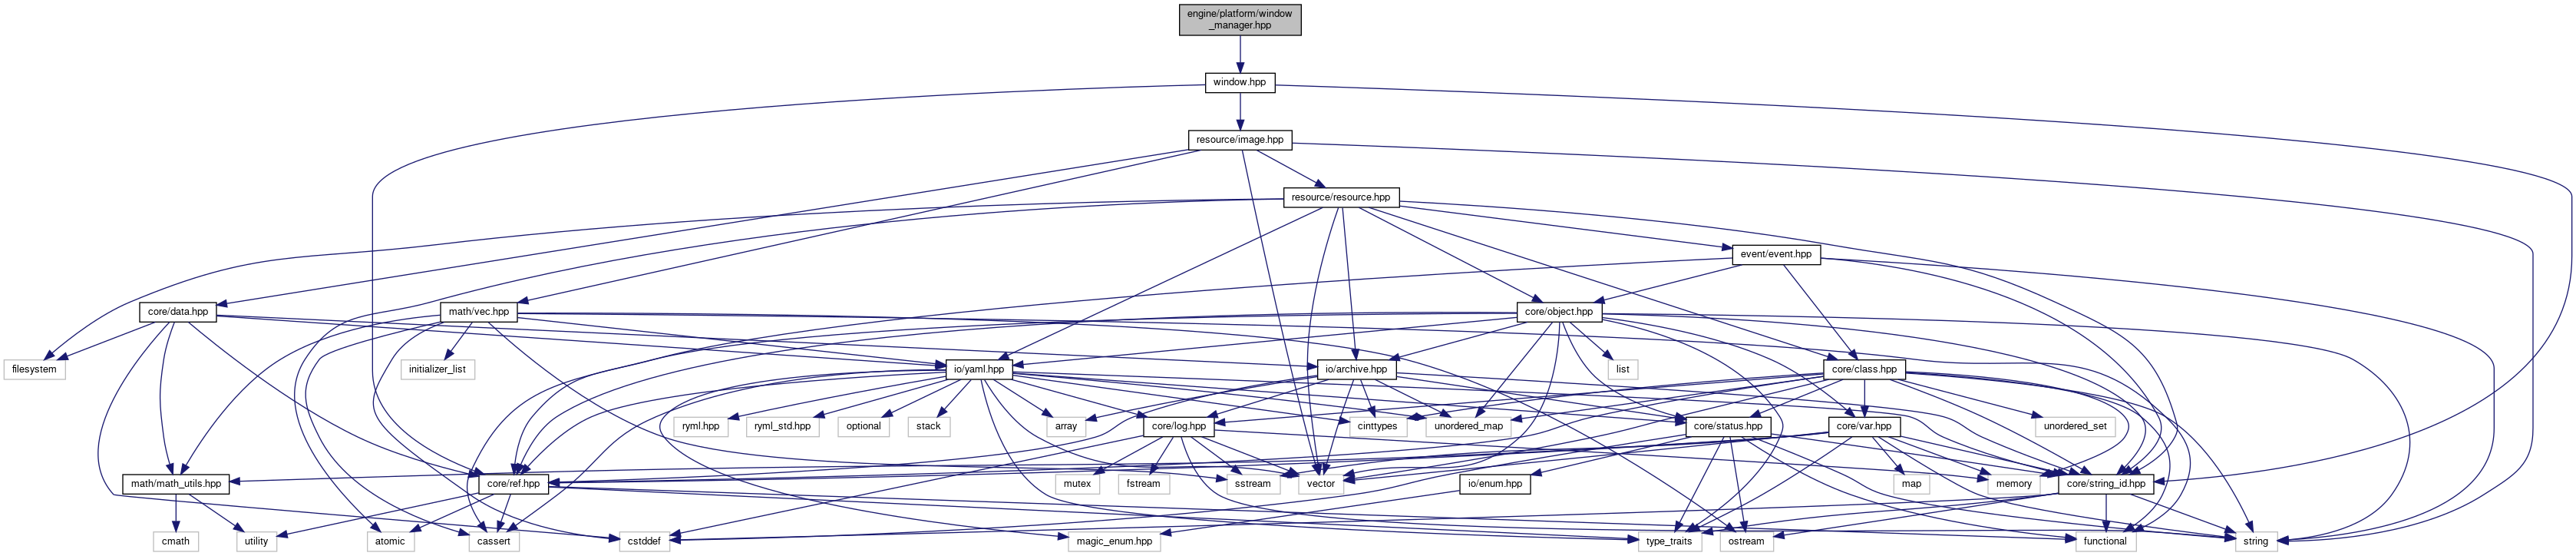 engine/platform/window
_manager.hpp
window.hpp
resource/image.hpp
resource/resource.hpp
event/event.hpp
core/data.hpp
math/vec.hpp
core/object.hpp
filesystem
initializer_list
io/yaml.hpp
io/archive.hpp
list
core/class.hpp
ryml.hpp
ryml_std.hpp
optional
stack
array
core/log.hpp
cinttypes
unordered_map
core/status.hpp
core/var.hpp
unordered_set
math/math_utils.hpp
core/ref.hpp
mutex
fstream
sstream
vector
io/enum.hpp
map
memory
core/string_id.hpp
cmath
utility
atomic
cassert
cstddef
magic_enum.hpp
type_traits
ostream
functional
string